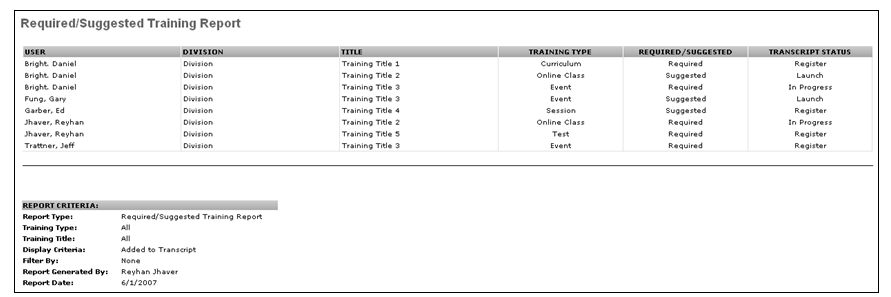 Required/Suggested Training Report
USER DIVISION TITLE TRAINING TYPE REQUIRED/SUGGESTED TRANSCRIPT STATUS
Bright, Daniel Division Training Title 1 Curriculum Required Register
Bright, Daniel Division Training Title 2 Online Class Suggested Launch
Bright, Daniel Division Training Title 3 Event Required In Progress
Fung, Gary Division Training Title 3 Event Suggested Launch
Garber, Ed Division Training Title 4 Session Suggested Register
Jhaver, Reyhan Division Training Title 2 Online Class Required In Progress
Jhaver, Reyhan Division Training Title 5 Test Required Register
Trattner, Jeff Division Training Title 3 Event Required Register
REPORT CRITERIA:
Report Type: Required/Suggested Training Report
Training Type: All
Training Title: All
Display Criteria: Added to Transcript
Filter By: None
Report Generated By: Reyhan Jhaver
Report Date: 6/1/2007